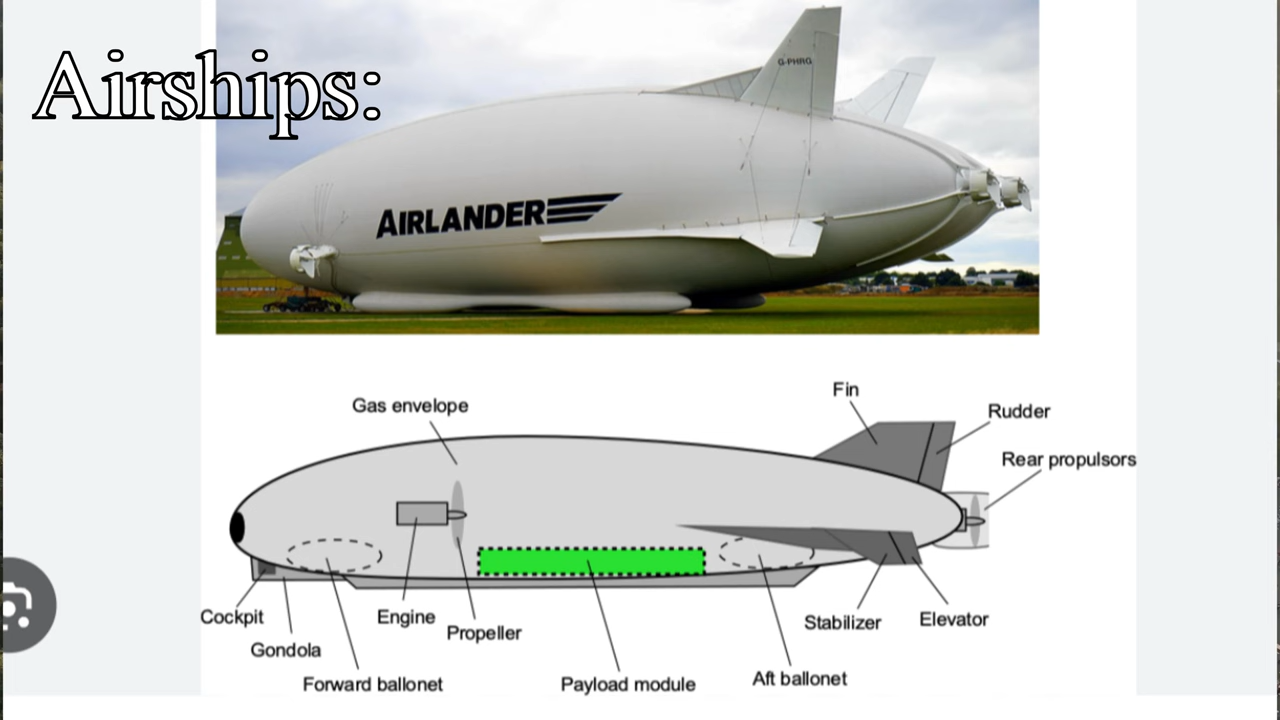 Airships:
G-PHRG
AIRLANDER
Fin
Gas envelope
Rudder
Rear propulsors
Cockpit
Engine
Propeller
Stabilizer
Elevator
Gondola
Forward ballonet
Payload module
Aft ballonet